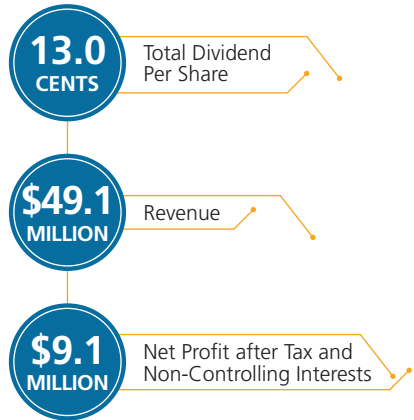 13.0
CENTS
Total Dividend
Per Share
$49.1
MILLION
Revenue
$9.1
MILLION
Net Profit after Tax and
Non-Controlling Interests